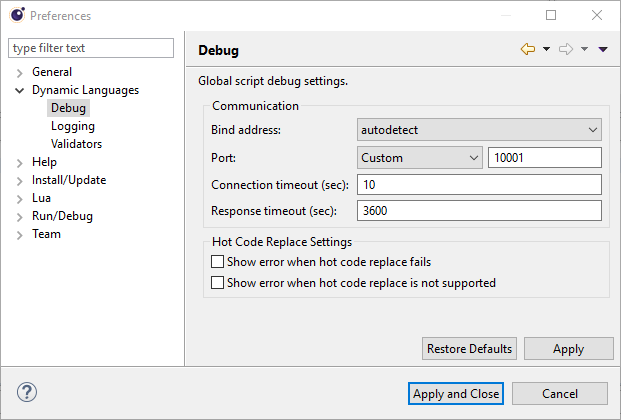 Preferences
type filter text
General
Dynamic Languages
Debug
Logging
Validators
Help
Install/Update
Lua
Run/Debug
Team
Debug
Global script debug settings.
Communication
Bind address: autodetect
Port: Custom 10001
Connection timeout (sec): 10
Response timeout (sec): 3600
Hot Code Replace Settings
Show error when hot code replace fails
Show error when hot code replace is not supported
Restore Defaults Apply
? Apply and Close Cancel